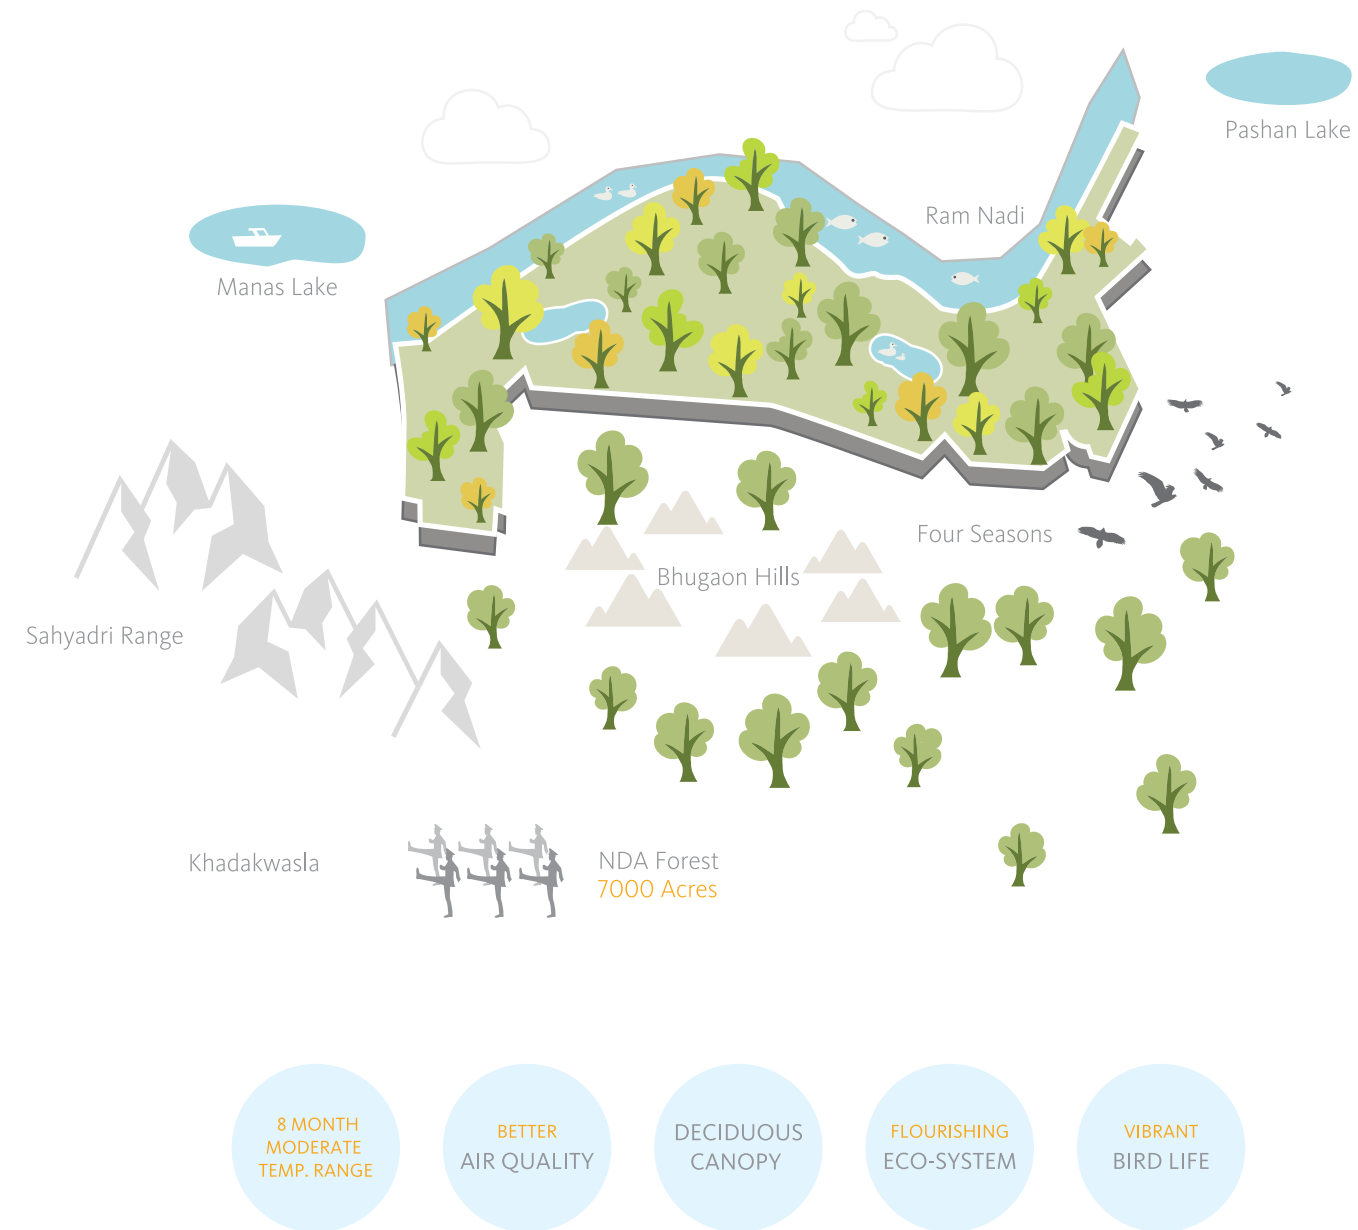 Pashan Lake
Ram Nadi
Manas Lake
Four Seasons
Bhugaon Hills
Sahyadri Range
Khadakwasla
NDA Forest
7000 Acres
8 MONTH
MODERATE
TEMP. RANGE
BETTER
AIR QUALITY
DECIDUOUS
CANOPY
FLOURISHING
ECO-SYSTEM
VIBRANT
BIRD LIFE